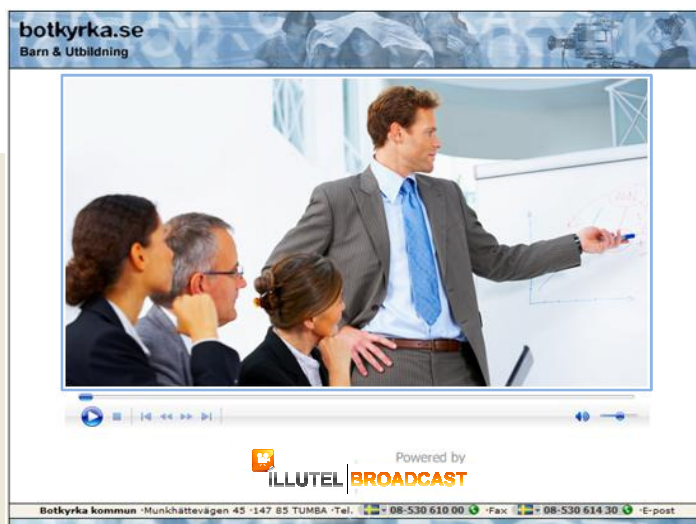 botkyrka.se
Barn & Utbildning
Powered by
ILLUTEL BROADCAST
Botkyrka kommun ·Munkhättevägen 45 ·147 85 TUMBA ·Tel. 08-530 610 00 ·Fax 08-530 614 30 ·E-post